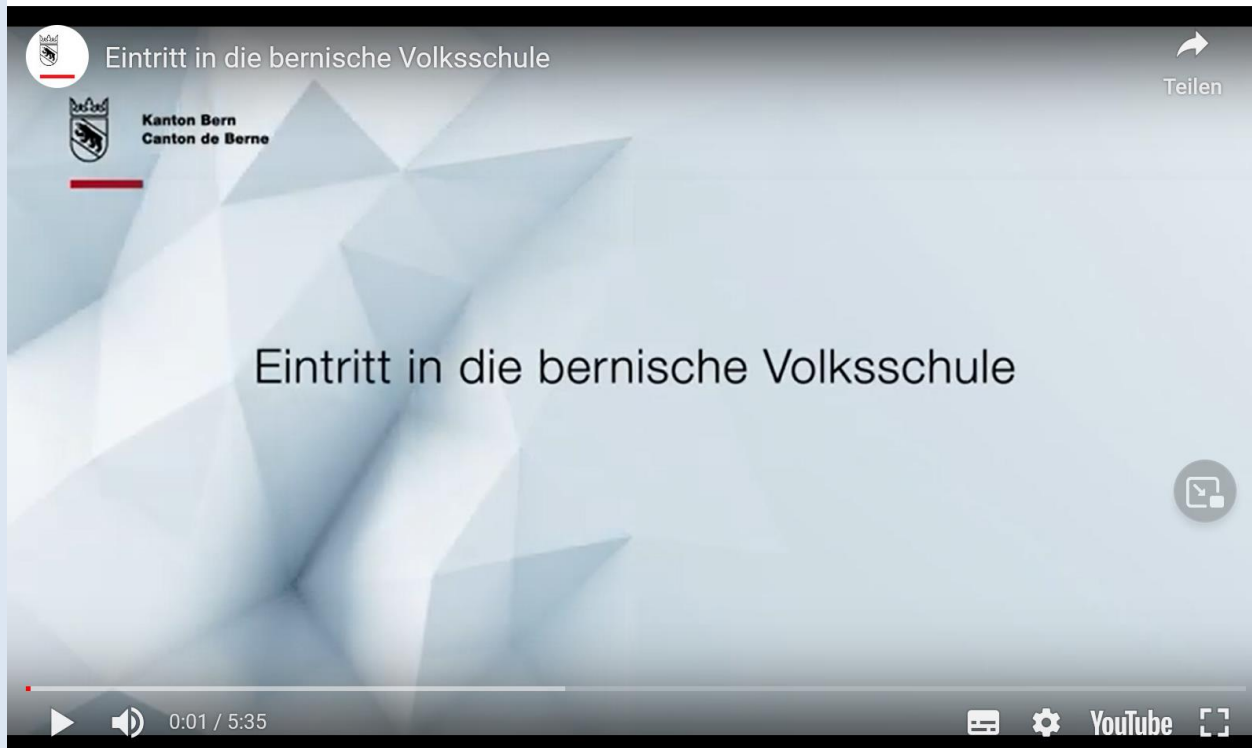 Eintritt in die bernische Volksschule
Teilen
Kanton Bern
Canton de Berne
Eintritt in die bernische Volksschule
0:01 / 5:35
YouTube